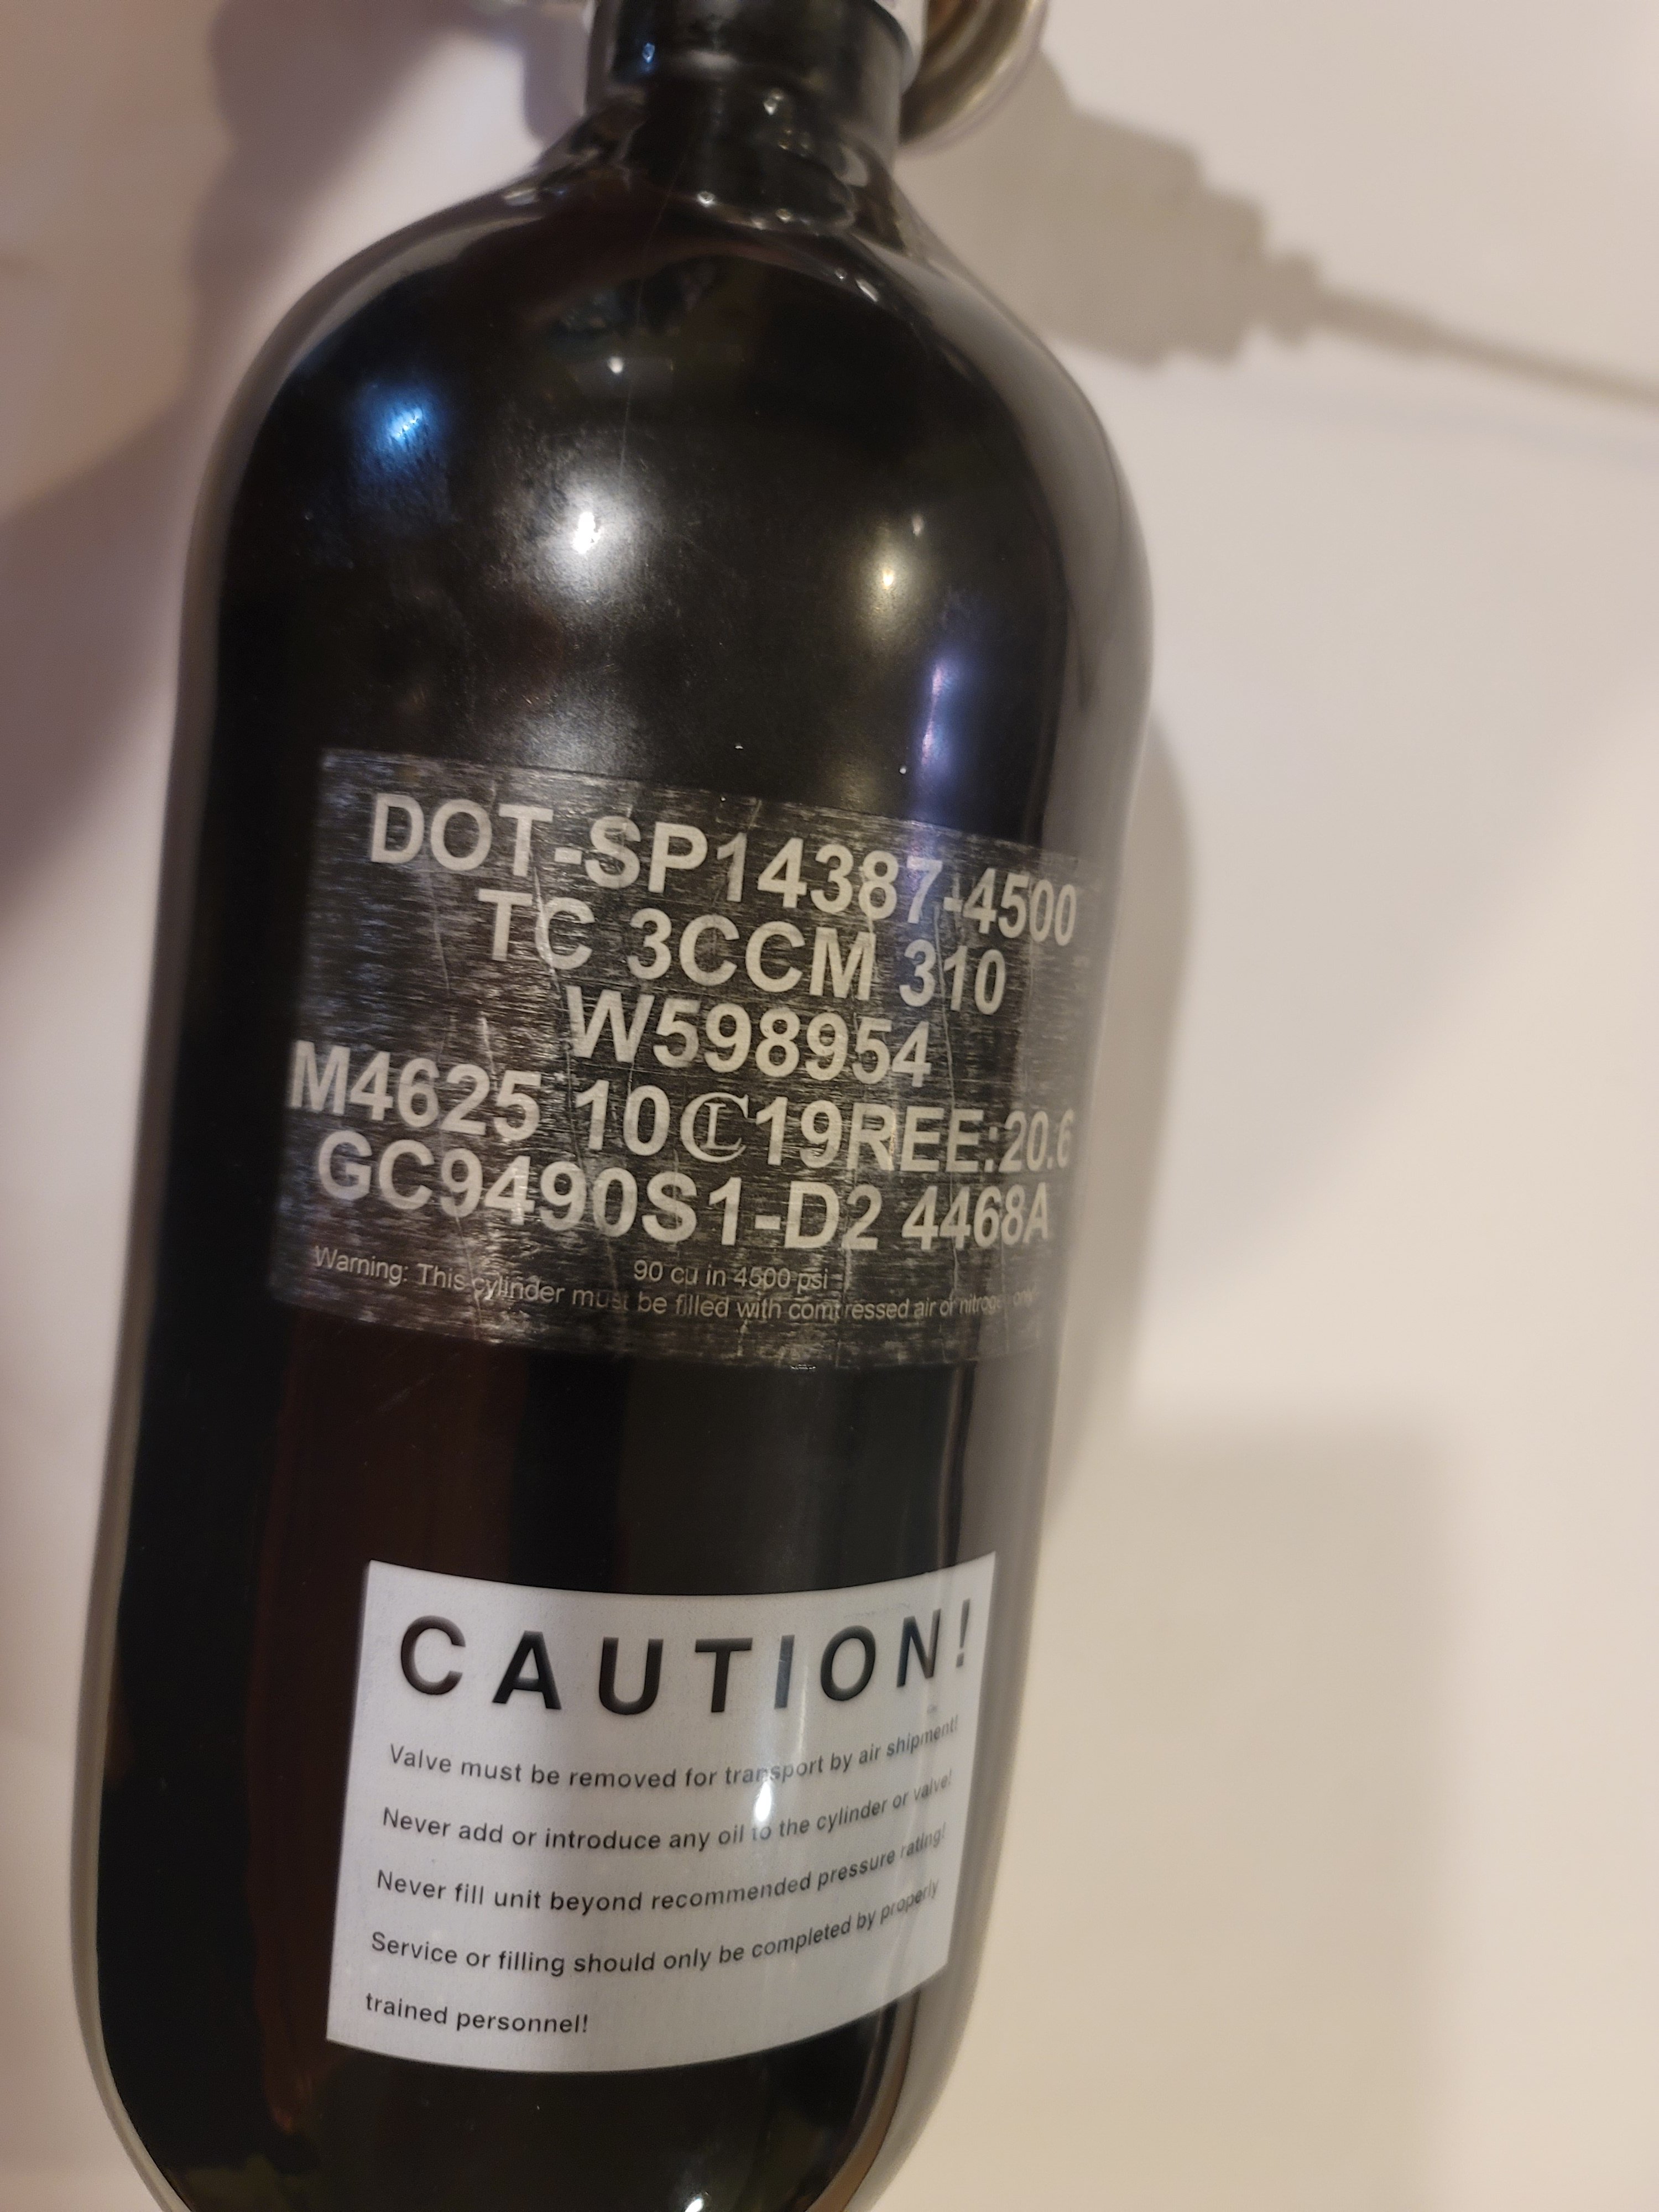 DOT-SP14387-4500
TC 3CCM 310
W598954
M4625 10 CL 19REE:20.6
GC9490S1-D2 4468A
90 cu in 4500 psi
Warning: This cylinder must be filled with compressed air or nitrogen only
CAUTION!
Valve must be removed for transport by air shipment!
Never add or introduce any oil to the cylinder or valve!
Never fill unit beyond recommended pressure rating!
Service or filling should only be completed by properly
trained personnel!